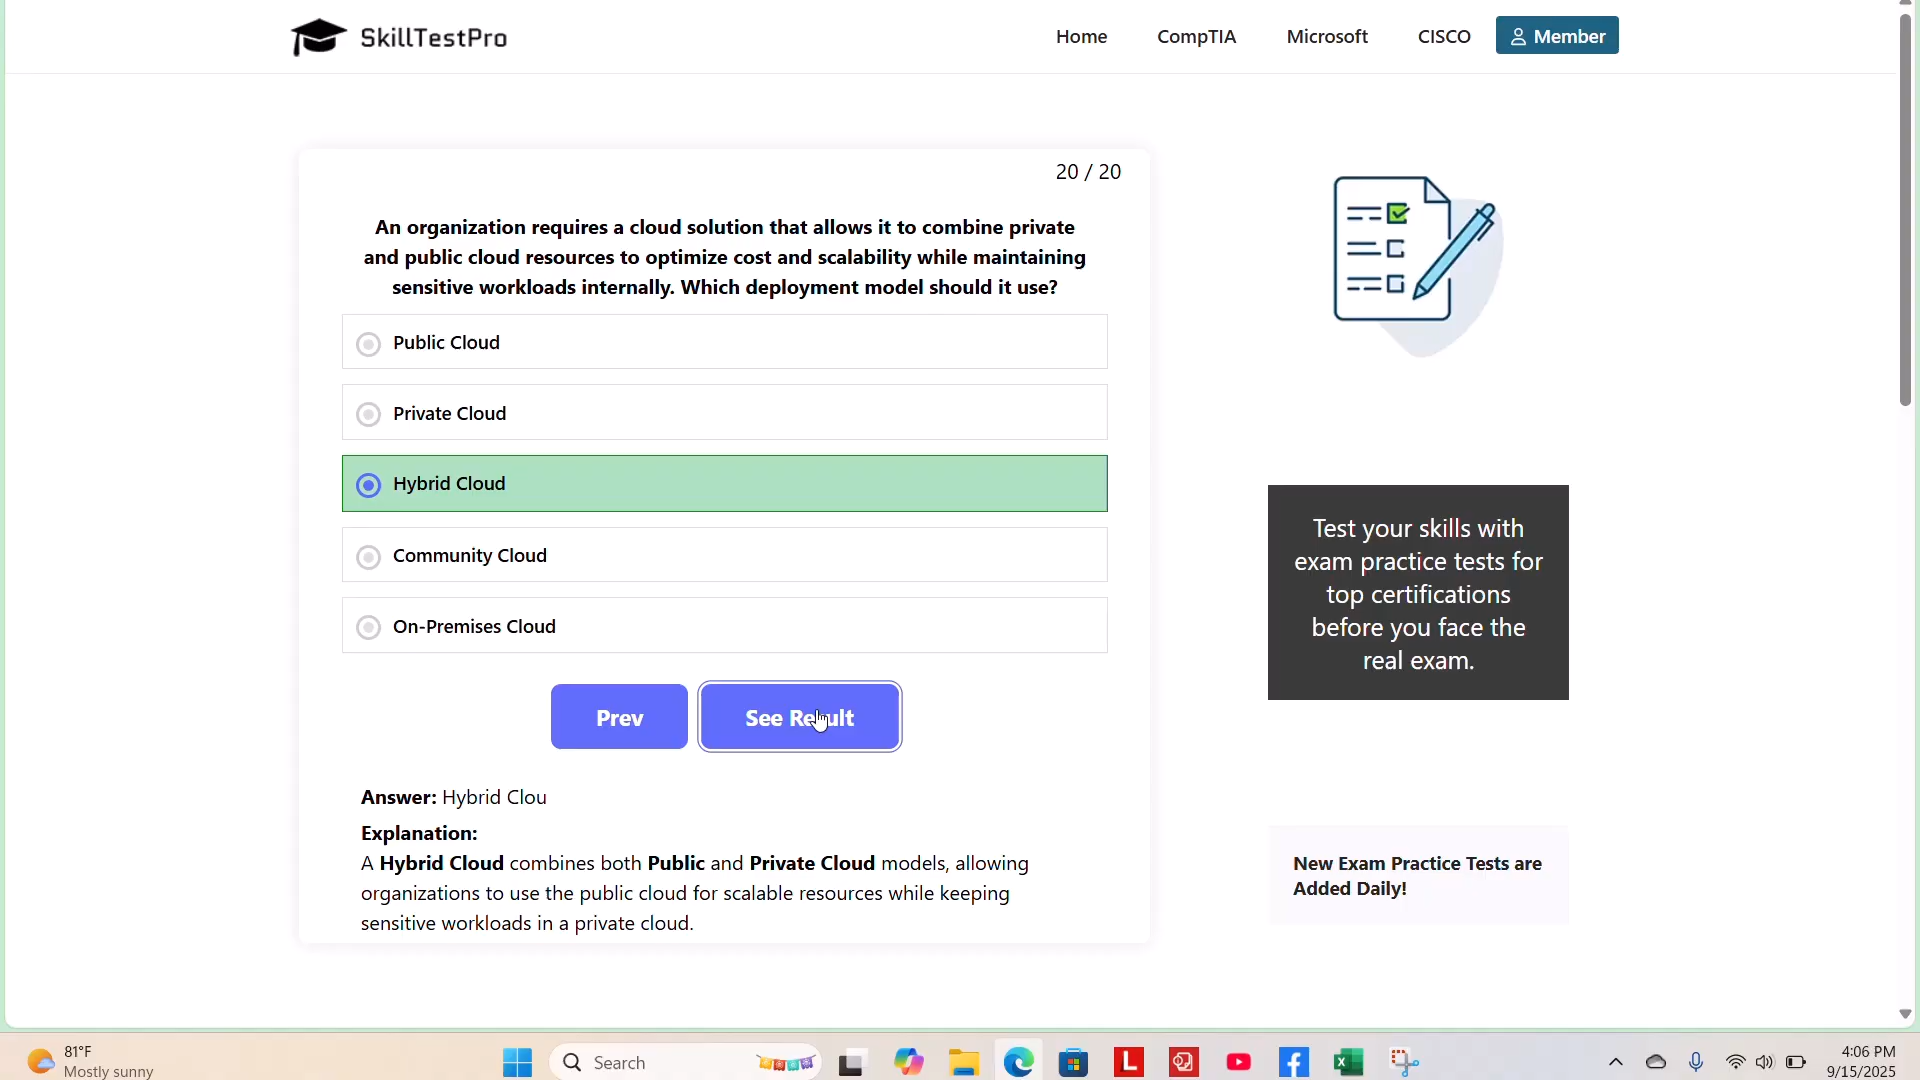 SkillTestPro
Home
CompTIA
Microsoft
CISCO
Member
20 / 20
An organization requires a cloud solution that allows it to combine private
and public cloud resources to optimize cost and scalability while maintaining
sensitive workloads internally. Which deployment model should it use?
Public Cloud
Private Cloud
Hybrid Cloud
Community Cloud
On-Premises Cloud
Prev
See Result
Answer: Hybrid Clou
Explanation:
A Hybrid Cloud combines both Public and Private Cloud models, allowing
organizations to use the public cloud for scalable resources while keeping
sensitive workloads in a private cloud.
Test your skills with
exam practice tests for
top certifications
before you face the
real exam.
New Exam Practice Tests are
Added Daily!
81°F
Mostly sunny
Search
L
4:06 PM
9/15/2025